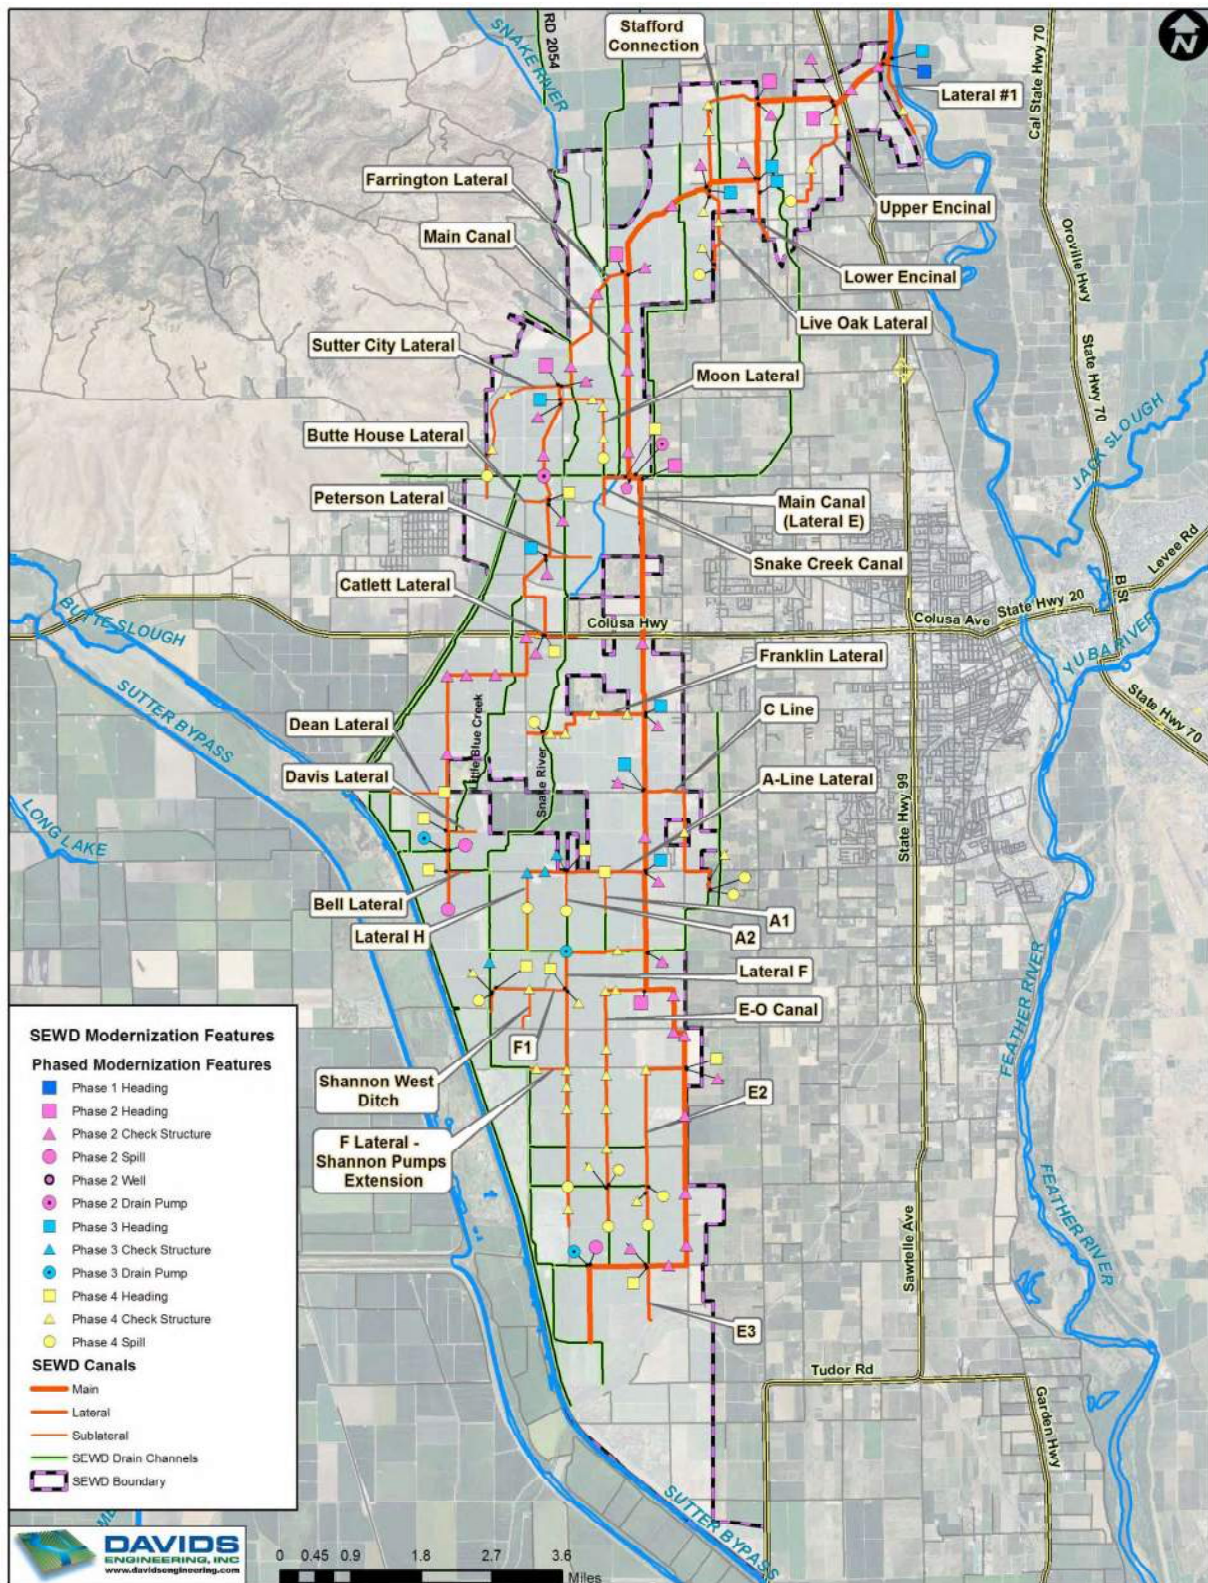 SNAKE RIVER
RD 2054
Stafford
Connection
Cal State Hwy 70
N
Lateral #1
Farrington Lateral
Main Canal
Upper Encinal
Lower Encinal
Oroville Hwy
Live Oak Lateral
Sutter City Lateral
State Hwy 70
Moon Lateral
Butte House Lateral
JACK SLOUGH
Peterson Lateral
Main Canal
(Lateral E)
Snake Creek Canal
Levee Rd
Catlett Lateral
B St
State Hwy 20
Colusa Ave
Colusa Hwy
BUTTE SLOUGH
YUBA RIVER
Franklin Lateral
SUTTER BYPASS
State Hwy 70
Dean Lateral
C Line
Little Blue Creek
Davis Lateral
Snake River
A-Line Lateral
LONG LAKE
State Hwy 99
Bell Lateral
A1
Lateral H
A2
Lateral F
E-O Canal
FEATHER RIVER
F1
Shannon West
Ditch
E2
F Lateral -
Shannon Pumps
Extension
FEATHER RIVER
Sawtelle Ave
E3
Tudor Rd
Garden Hwy
SUTTER BYPASS
SEWD Modernization Features
Phased Modernization Features
Phase 1 Heading
Phase 2 Heading
Phase 2 Check Structure
Phase 2 Spill
Phase 2 Well
Phase 2 Drain Pump
Phase 3 Heading
Phase 3 Check Structure
Phase 3 Drain Pump
Phase 4 Heading
Phase 4 Check Structure
Phase 4 Spill
SEWD Canals
Main
Lateral
Sublateral
SEWD Drain Channels
SEWD Boundary
DAVIDS
ENGINEERING, INC
www.davidsengineering.com
0 0.45 0.9 1.8 2.7 3.6
Miles